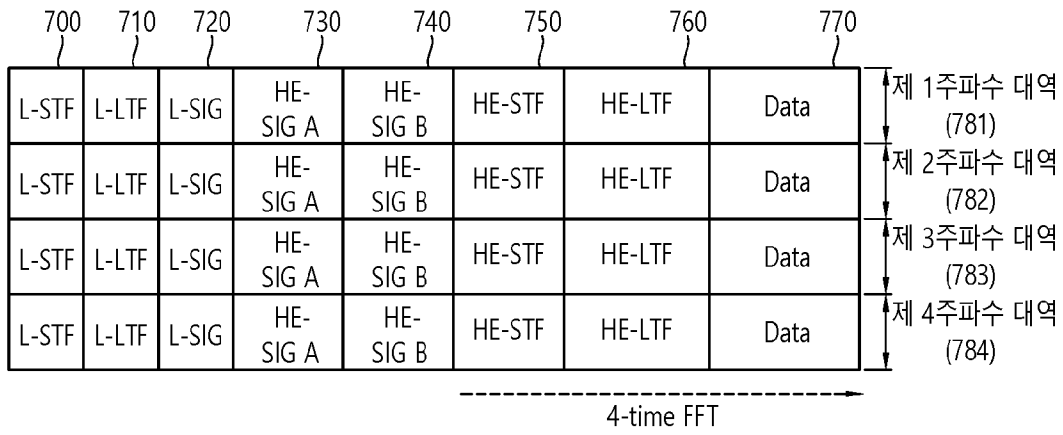 700 710 720 730 740 750 760 770
L-STF L-LTF L-SIG HE-SIG A HE-SIG B HE-STF HE-LTF Data 제 1주파수 대역 (781)
L-STF L-LTF L-SIG HE-SIG A HE-SIG B HE-STF HE-LTF Data 제 2주파수 대역 (782)
L-STF L-LTF L-SIG HE-SIG A HE-SIG B HE-STF HE-LTF Data 제 3주파수 대역 (783)
L-STF L-LTF L-SIG HE-SIG A HE-SIG B HE-STF HE-LTF Data 제 4주파수 대역 (784)
4-time FFT